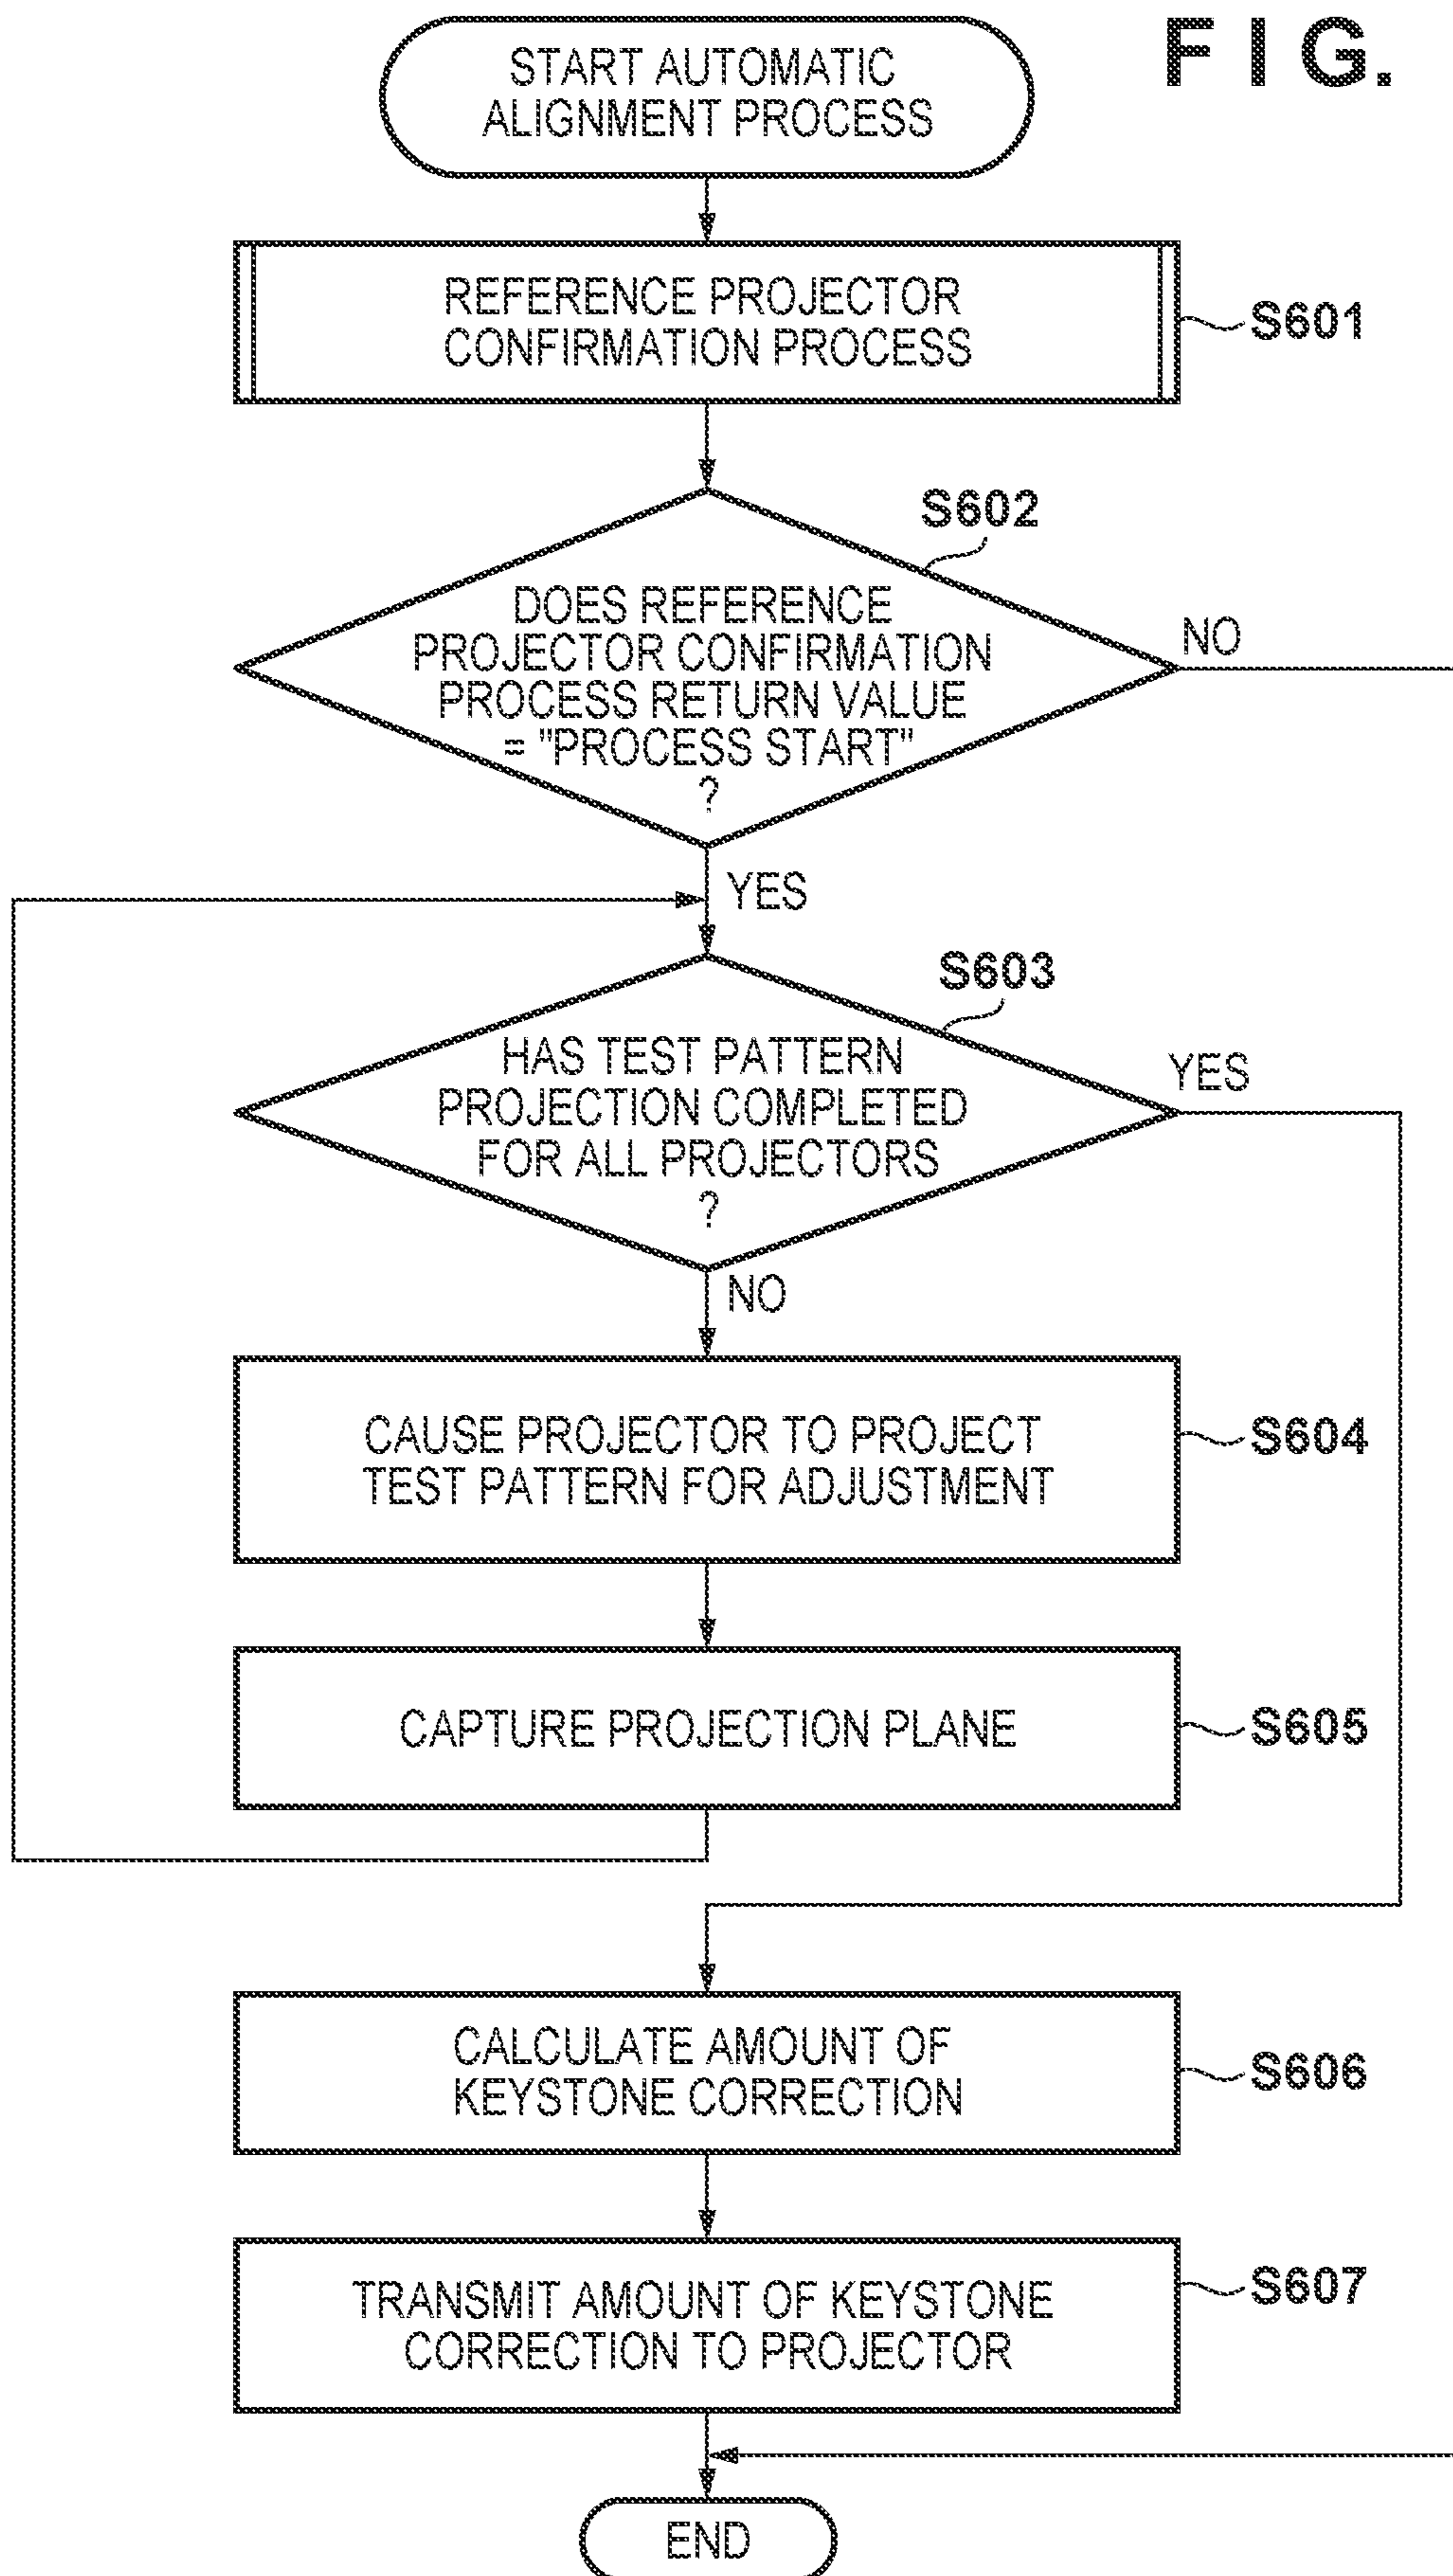 FIG.
START AUTOMATIC
ALIGNMENT PROCESS
REFERENCE PROJECTOR
CONFIRMATION PROCESS
S601
S602
DOES REFERENCE
PROJECTOR CONFIRMATION
PROCESS RETURN VALUE
= "PROCESS START"
?
NO
YES
S603
HAS TEST PATTERN
PROJECTION COMPLETED
FOR ALL PROJECTORS
?
YES
NO
CAUSE PROJECTOR TO PROJECT
TEST PATTERN FOR ADJUSTMENT
S604
CAPTURE PROJECTION PLANE
S605
CALCULATE AMOUNT OF
KEYSTONE CORRECTION
S606
TRANSMIT AMOUNT OF KEYSTONE
CORRECTION TO PROJECTOR
S607
END